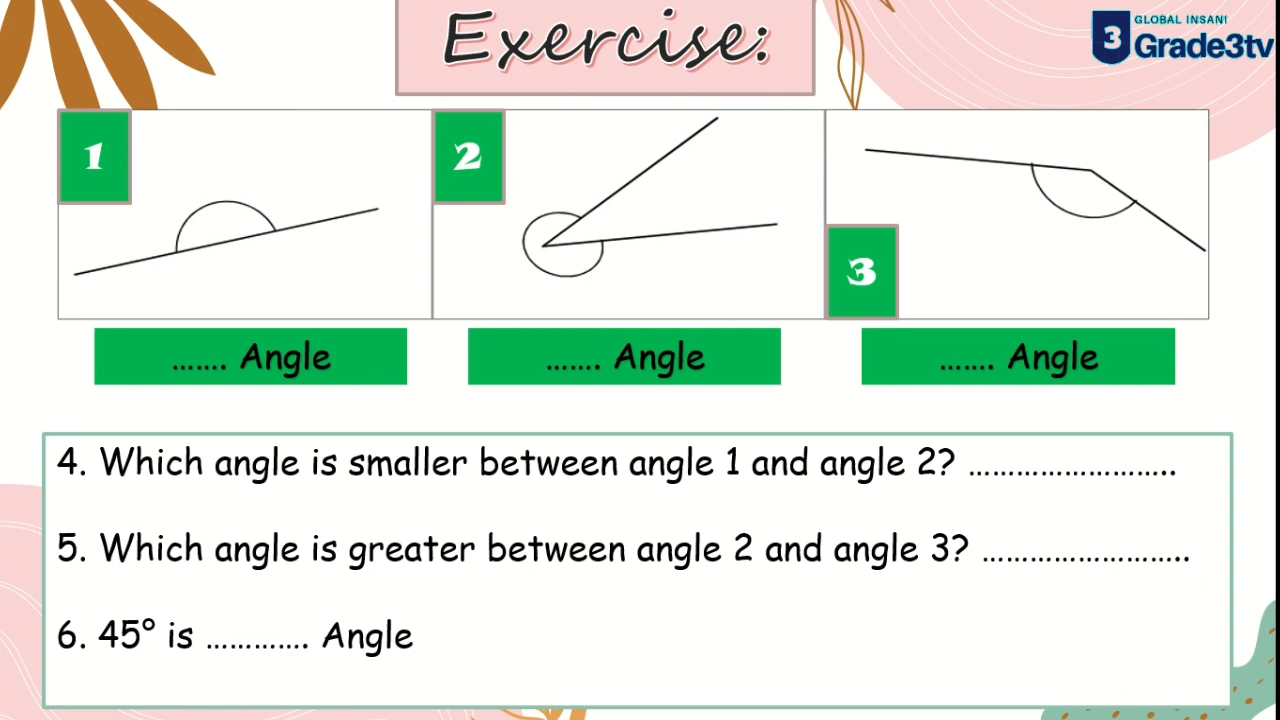 Exercise:
GLOBAL INSANI
3
Grade3tv
1
2
3
....... Angle
....... Angle
....... Angle
4. Which angle is smaller between angle 1 and angle 2? ……………………..
5. Which angle is greater between angle 2 and angle 3? ……………………..
6. 45° is …………. Angle